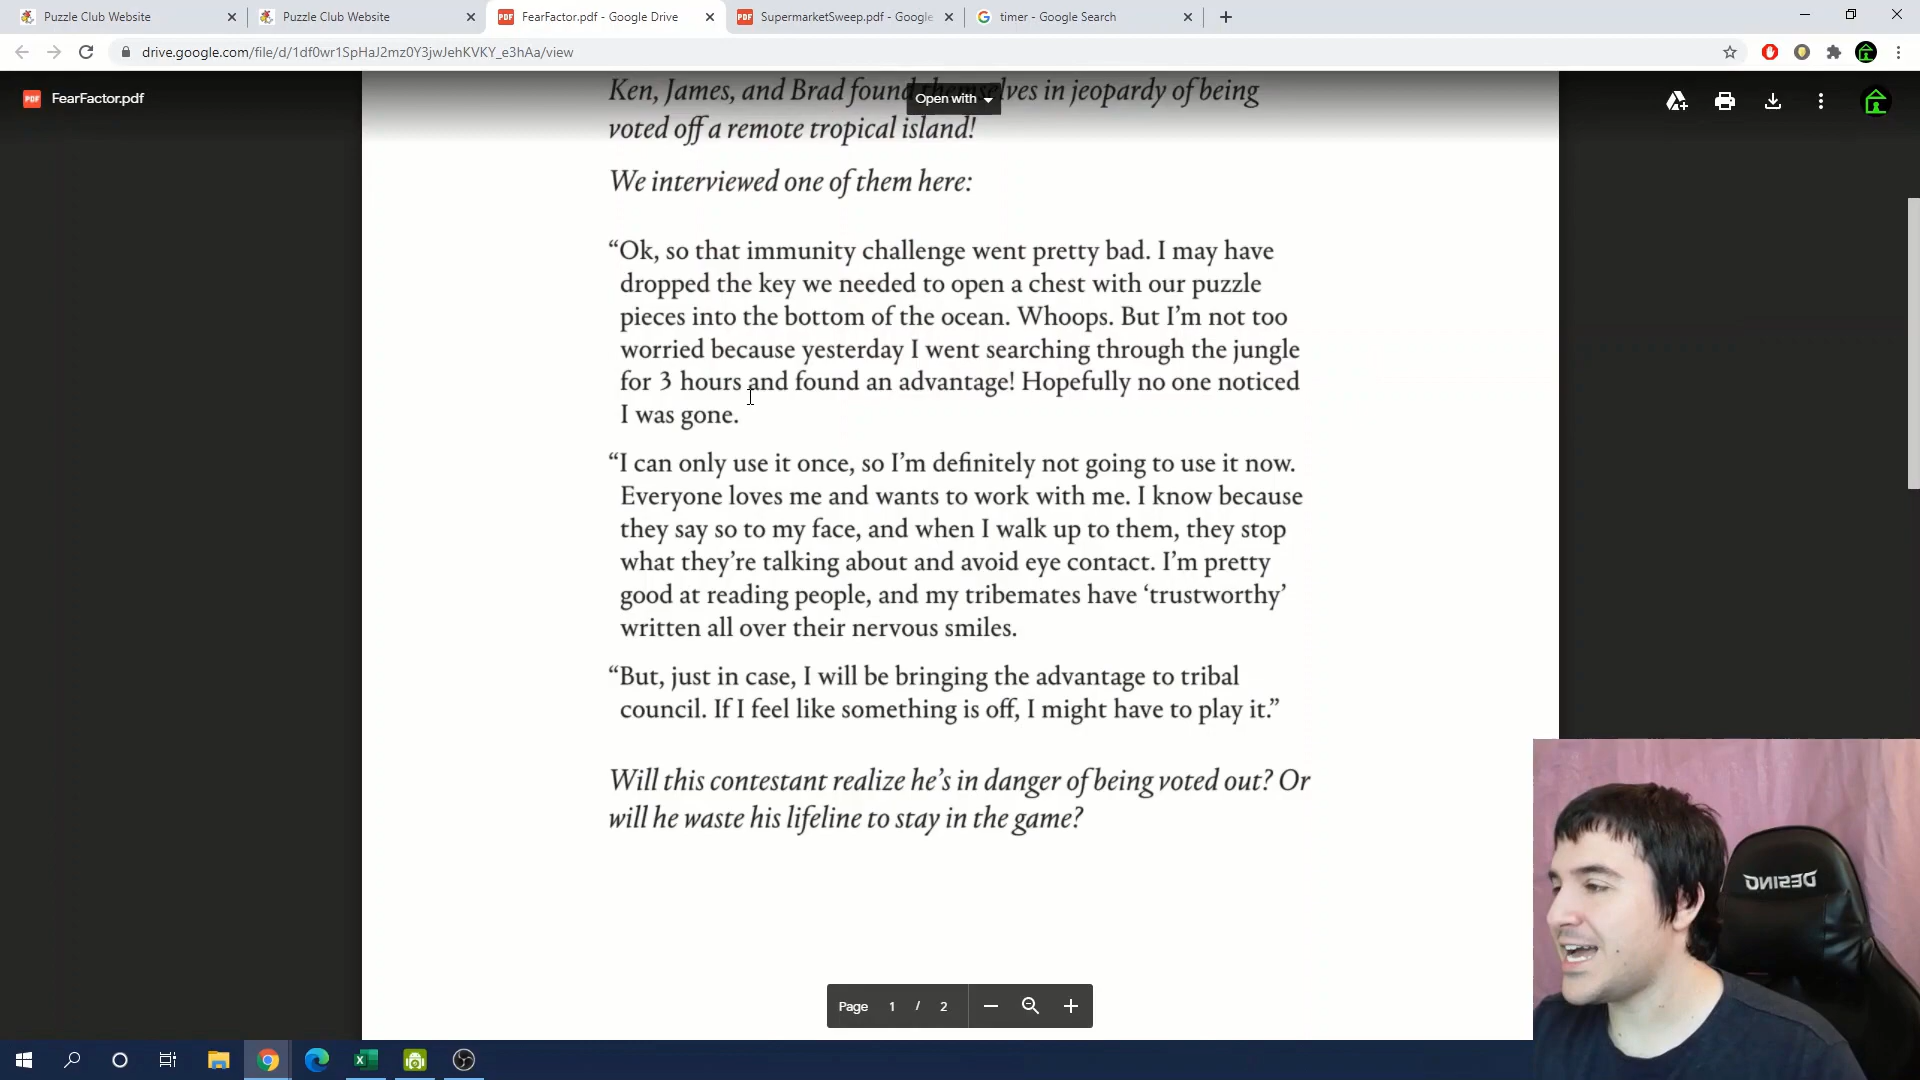 Puzzle Club Website
Puzzle Club Website
FearFactor.pdf - Google Drive
SupermarketSweep.pdf - Google
timer - Google Search
drive.google.com/file/d/1df0wr1SpHaJ2mz0Y3jwJehKVKY_e3hAa/view
FearFactor.pdf
Open with
Ken, James, and Brad found themselves in jeopardy of being
voted off a remote tropical island!
We interviewed one of them here:
“Ok, so that immunity challenge went pretty bad. I may have
dropped the key we needed to open a chest with our puzzle
pieces into the bottom of the ocean. Whoops. But I’m not too
worried because yesterday I went searching through the jungle
for 3 hours and found an advantage! Hopefully no one noticed
I was gone.
“I can only use it once, so I’m definitely not going to use it now.
Everyone loves me and wants to work with me. I know because
they say so to my face, and when I walk up to them, they stop
what they’re talking about and avoid eye contact. I’m pretty
good at reading people, and my tribemates have ‘trustworthy’
written all over their nervous smiles.
“But, just in case, I will be bringing the advantage to tribal
council. If I feel like something is off, I might have to play it.”
Will this contestant realize he’s in danger of being voted out? Or
will he waste his lifeline to stay in the game?
DESINO
Page 1 / 2